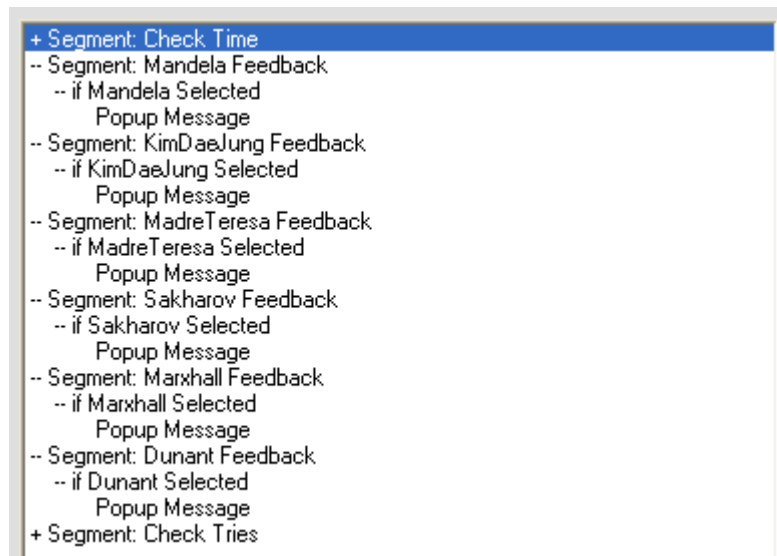 + Segment: Check Time
-- Segment: Mandela Feedback
-- if Mandela Selected
Popup Message
-- Segment: KimDaeJung Feedback
-- if KimDaeJung Selected
Popup Message
-- Segment: MadreTeresa Feedback
-- if MadreTeresa Selected
Popup Message
-- Segment: Sakharov Feedback
-- if Sakharov Selected
Popup Message
-- Segment: Marxhall Feedback
-- if Marxhall Selected
Popup Message
-- Segment: Dunant Feedback
-- if Dunant Selected
Popup Message
+ Segment: Check Tries